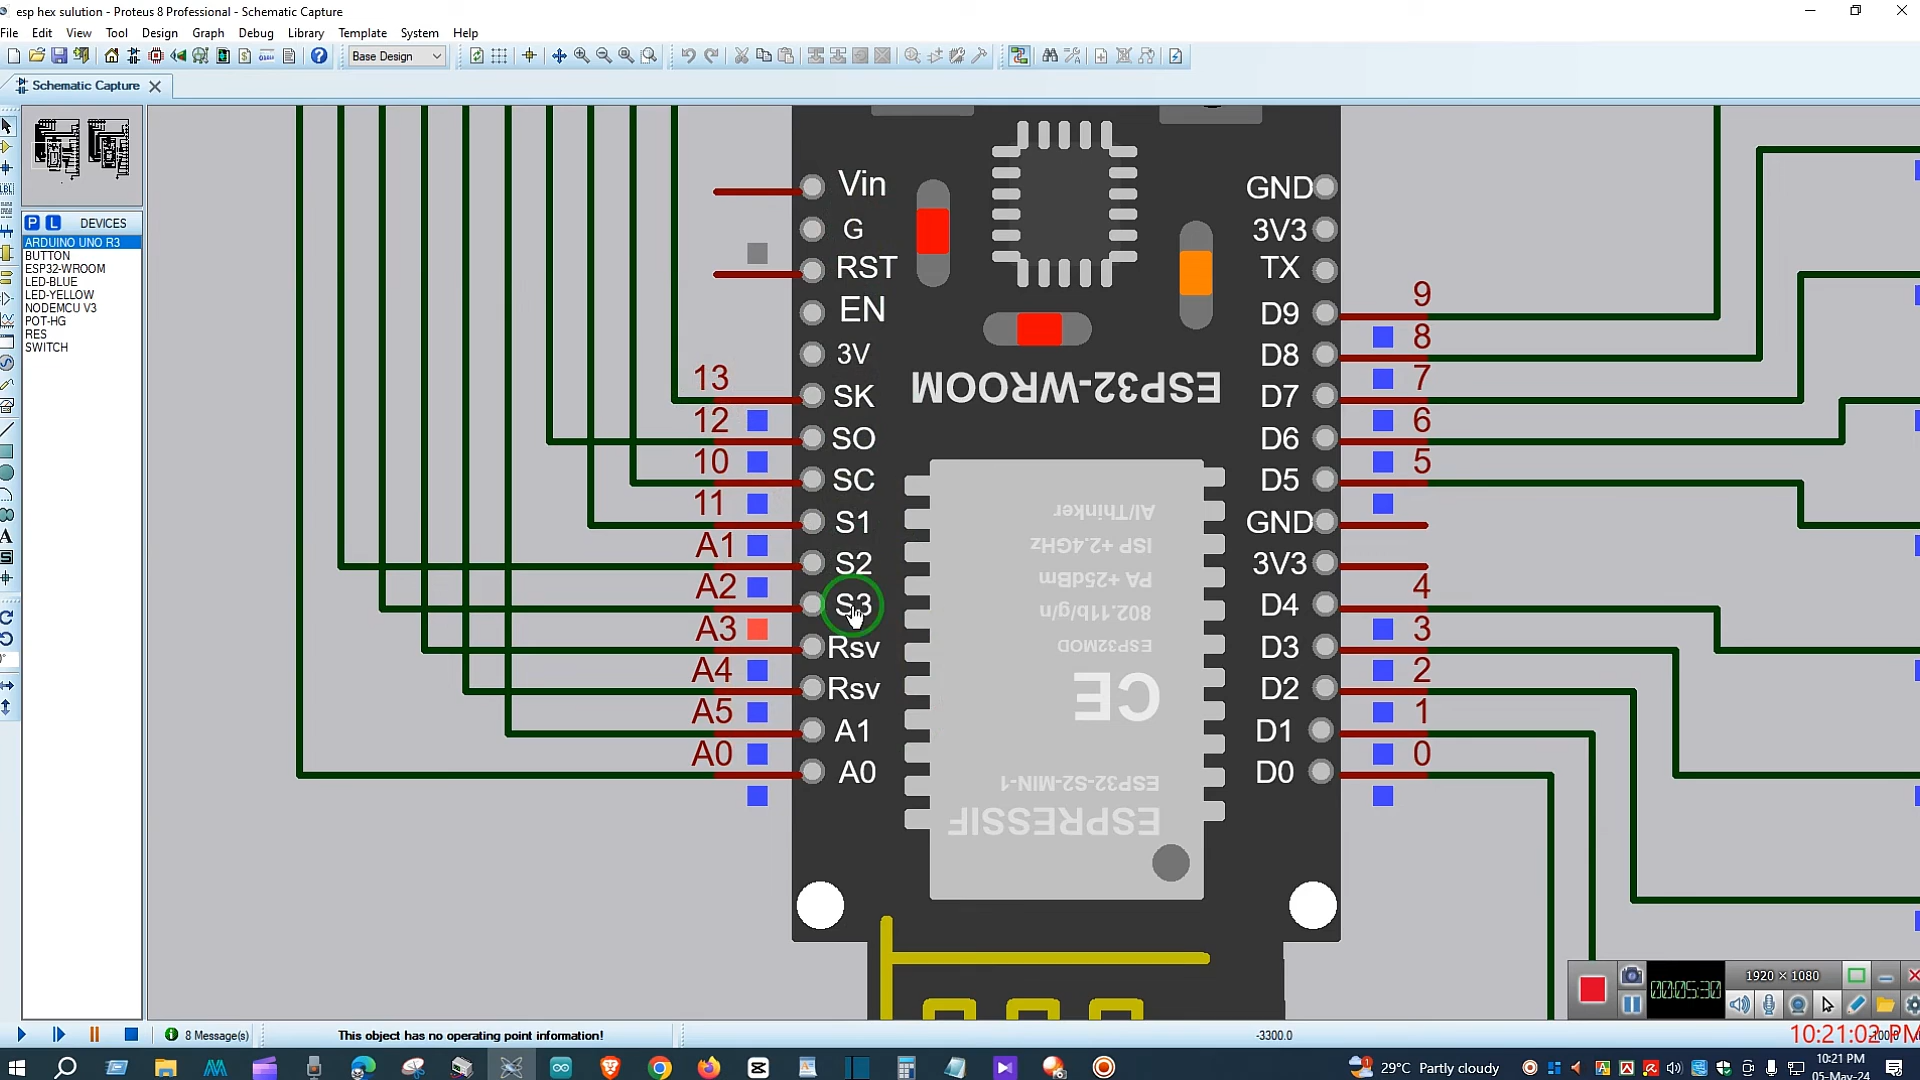 esp hex sulution - Proteus 8 Professional - Schematic Capture
File Edit View Tool Design Graph Debug Library Template System Help
Base Design
Schematic Capture
P L DEVICES
ARDUINO UNO R3
BUTTON
ESP32-WROOM
LED-BLUE
LED-YELLOW
NODEMCU V3
POT-HG
RES
SWITCH
Vin GND
G 3V3
RST TX
EN D9 9
3V D8 8
13 SK D7 7
12 SO D6 6
10 SC D5 5
11 S1 GND
A1 S2 3V3
A2 S3 D4 4
A3 Rsv D3 3
A4 Rsv D2 2
A5 A1 D1 1
A0 A0 D0 0
ESP32-WROOM
AI/Thinker
ISP +2.4GHz
PA +25dBm
802.11b/g/n
ESP32MOD
CE
ESP32-S2-MIN-1
ESPRESSIF
1920 × 1080
00:05:30
8 Message(s) This object has no operating point information! -3300.0
10:21:02 PM
29°C Partly cloudy
10:21 PM
05-May-24